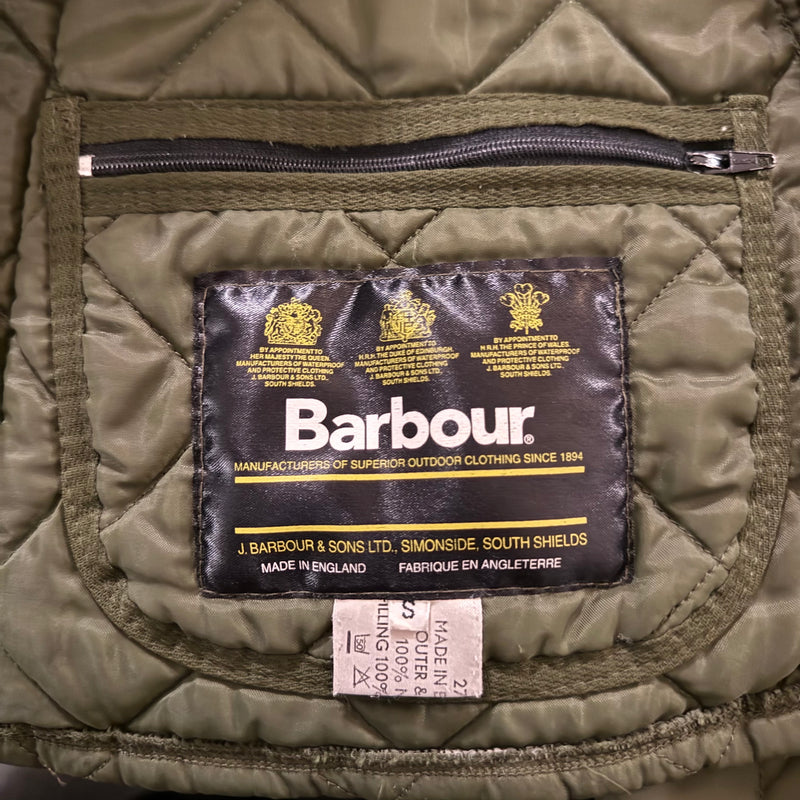 BY APPOINTMENT TO
HER MAJESTY THE QUEEN.
MANUFACTURERS OF WATERPROOF
AND PROTECTIVE CLOTHING
J. BARBOUR & SONS LTD.
SOUTH SHIELDS.
BY APPOINTMENT TO
H.R.H. THE DUKE OF EDINBURGH.
MANUFACTURERS OF WATERPROOF
AND PROTECTIVE CLOTHING
J. BARBOUR & SONS LTD.
SOUTH SHIELDS.
BY APPOINTMENT TO
H.R.H. THE PRINCE OF WALES.
MANUFACTURERS OF WATERPROOF
AND PROTECTIVE CLOTHING
J. BARBOUR & SONS LTD.
SOUTH SHIELDS.
Barbour®
MANUFACTURERS OF SUPERIOR OUTDOOR CLOTHING SINCE 1894
J. BARBOUR & SONS LTD., SIMONSIDE, SOUTH SHIELDS
MADE IN ENGLAND FABRIQUE EN ANGLETERRE
S
27
MADE IN
OUTER &
100%
FILLING 100%
50